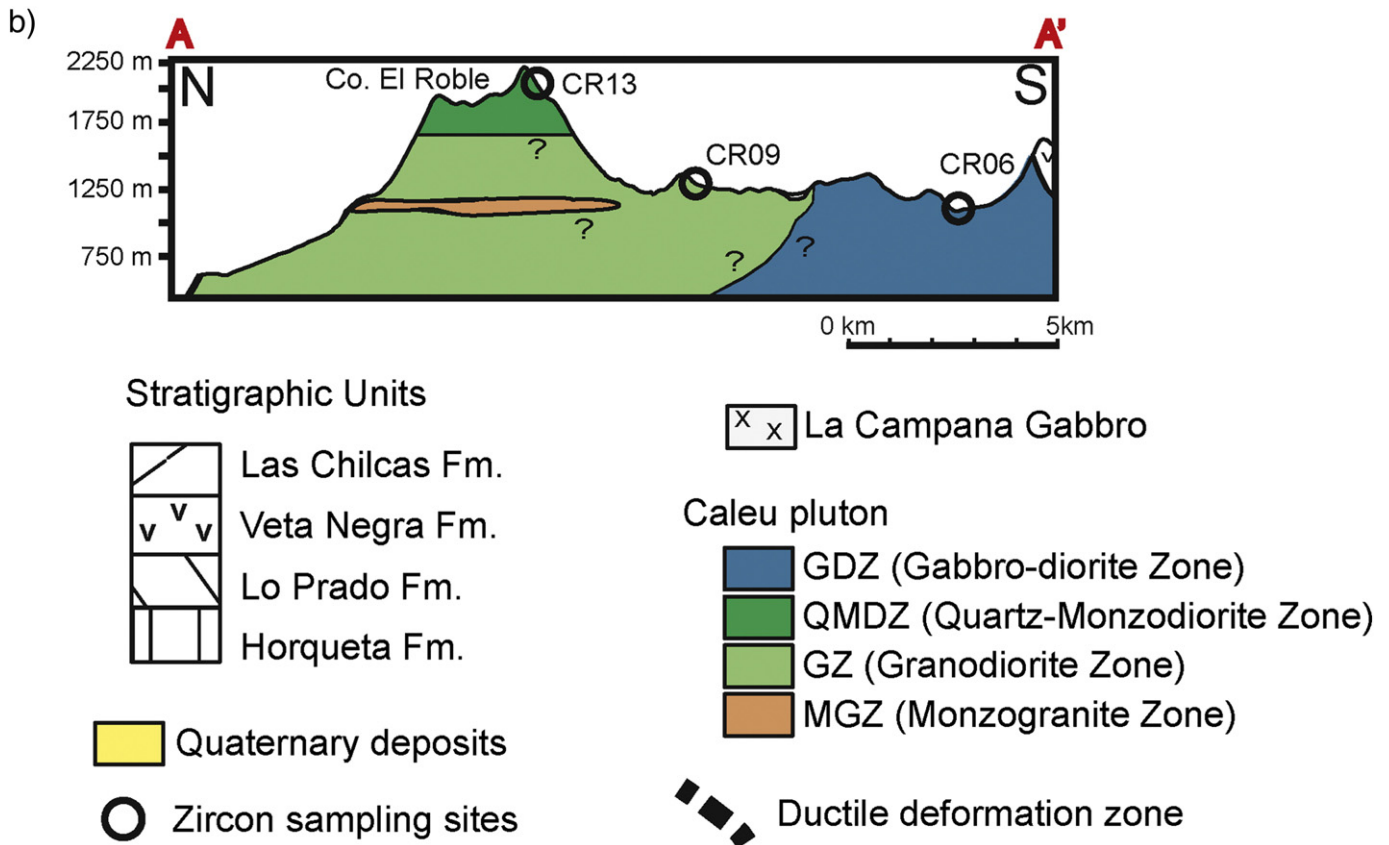 b)
A
A'
2250 m
N
Co. El Roble
CR13
S
1750 m
?
CR09
CR06
v
1250 m
?
?
?
750 m
0 km
5km
Stratigraphic Units
Las Chilcas Fm.
v v v
Veta Negra Fm.
Lo Prado Fm.
Horqueta Fm.
Quaternary deposits
Zircon sampling sites
x x
La Campana Gabbro
Caleu pluton
GDZ (Gabbro-diorite Zone)
QMDZ (Quartz-Monzodiorite Zone)
GZ (Granodiorite Zone)
MGZ (Monzogranite Zone)
Ductile deformation zone